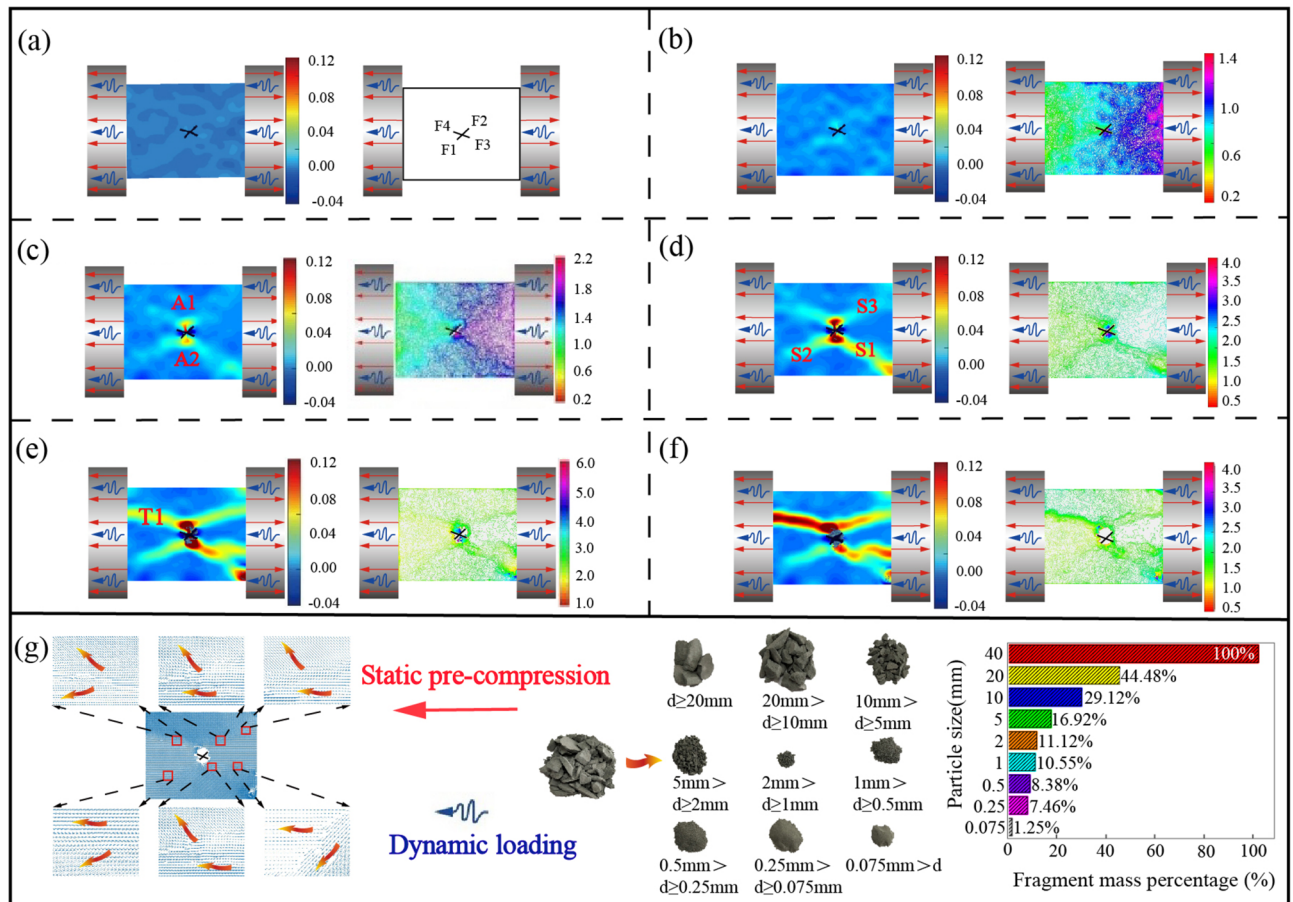 (a)
0.12
0.08
0.04
0.00
-0.04
F4
F2
F1
F3
(b)
0.12
0.08
0.04
0.00
-0.04
1.4
1.0
0.6
0.2
(c)
A1
A2
0.12
0.08
0.04
0.00
-0.04
2.2
1.8
1.4
1.0
0.6
0.2
(d)
S3
S2
S1
0.12
0.08
0.04
0.00
-0.04
4.0
3.5
3.0
2.5
2.0
1.5
1.0
0.5
(e)
T1
0.12
0.08
0.04
0.00
-0.04
6.0
5.0
4.0
3.0
2.0
1.0
(f)
0.12
0.08
0.04
0.00
-0.04
4.0
3.5
3.0
2.5
2.0
1.5
1.0
0.5
(g)
Static pre-compression
Dynamic loading
d≥20mm
20mm>
d≥10mm
10mm>
d≥5mm
5mm>
d≥2mm
2mm>
d≥1mm
1mm>
d≥0.5mm
0.5mm>
d≥0.25mm
0.25mm>
d≥0.075mm
0.075mm>d
Particle size(mm)
40
100%
20
44.48%
10
29.12%
5
16.92%
2
11.12%
1
10.55%
0.5
8.38%
0.25
7.46%
0.075
1.25%
0 20 40 60 80 100
Fragment mass percentage (%)